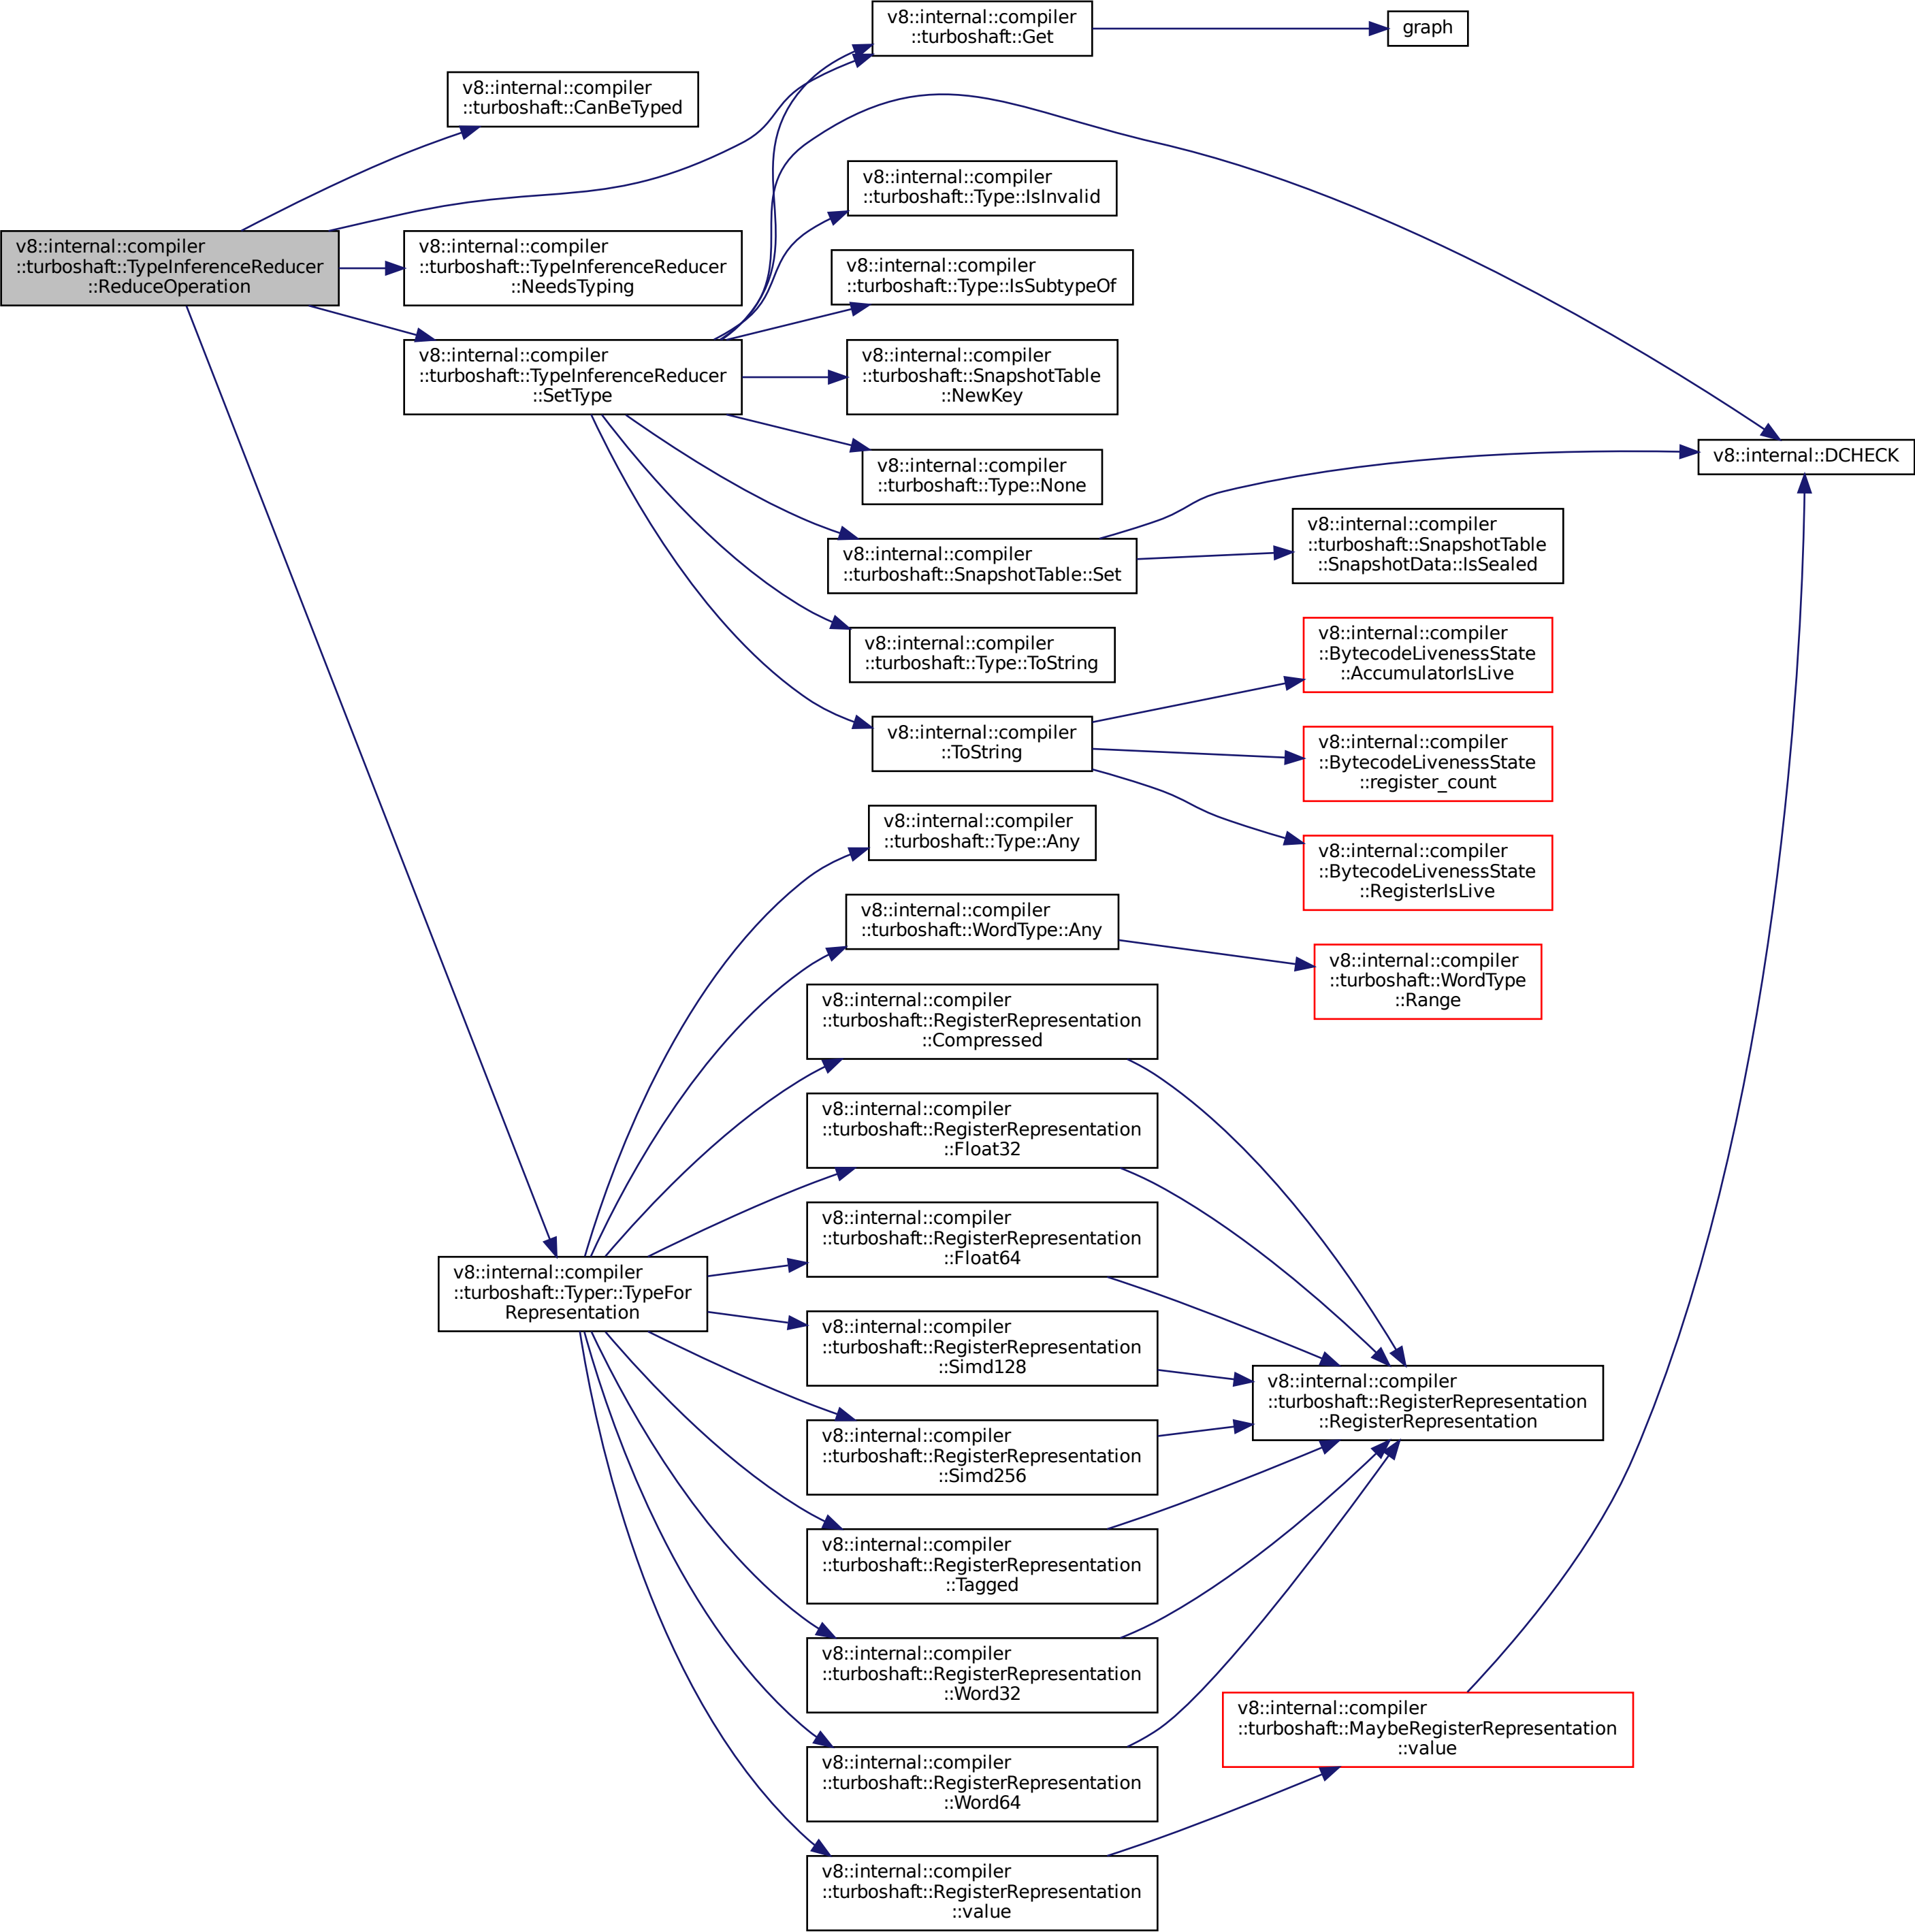 v8::internal::compiler
::turboshaft::TypeInferenceReducer
::ReduceOperation
v8::internal::compiler
::turboshaft::CanBeTyped
v8::internal::compiler
::turboshaft::Get
graph
v8::internal::compiler
::turboshaft::TypeInferenceReducer
::NeedsTyping
v8::internal::compiler
::turboshaft::TypeInferenceReducer
::SetType
v8::internal::compiler
::turboshaft::Type::IsInvalid
v8::internal::compiler
::turboshaft::Type::IsSubtypeOf
v8::internal::compiler
::turboshaft::SnapshotTable
::NewKey
v8::internal::compiler
::turboshaft::Type::None
v8::internal::DCHECK
v8::internal::compiler
::turboshaft::SnapshotTable::Set
v8::internal::compiler
::turboshaft::SnapshotTable
::SnapshotData::IsSealed
v8::internal::compiler
::turboshaft::Type::ToString
v8::internal::compiler
::ToString
v8::internal::compiler
::BytecodeLivenessState
::AccumulatorIsLive
v8::internal::compiler
::BytecodeLivenessState
::register_count
v8::internal::compiler
::BytecodeLivenessState
::RegisterIsLive
v8::internal::compiler
::turboshaft::Type::Any
v8::internal::compiler
::turboshaft::WordType::Any
v8::internal::compiler
::turboshaft::WordType
::Range
v8::internal::compiler
::turboshaft::RegisterRepresentation
::Compressed
v8::internal::compiler
::turboshaft::RegisterRepresentation
::Float32
v8::internal::compiler
::turboshaft::RegisterRepresentation
::Float64
v8::internal::compiler
::turboshaft::Typer::TypeFor
Representation
v8::internal::compiler
::turboshaft::RegisterRepresentation
::Simd128
v8::internal::compiler
::turboshaft::RegisterRepresentation
::RegisterRepresentation
v8::internal::compiler
::turboshaft::RegisterRepresentation
::Simd256
v8::internal::compiler
::turboshaft::RegisterRepresentation
::Tagged
v8::internal::compiler
::turboshaft::RegisterRepresentation
::Word32
v8::internal::compiler
::turboshaft::MaybeRegisterRepresentation
::value
v8::internal::compiler
::turboshaft::RegisterRepresentation
::Word64
v8::internal::compiler
::turboshaft::RegisterRepresentation
::value